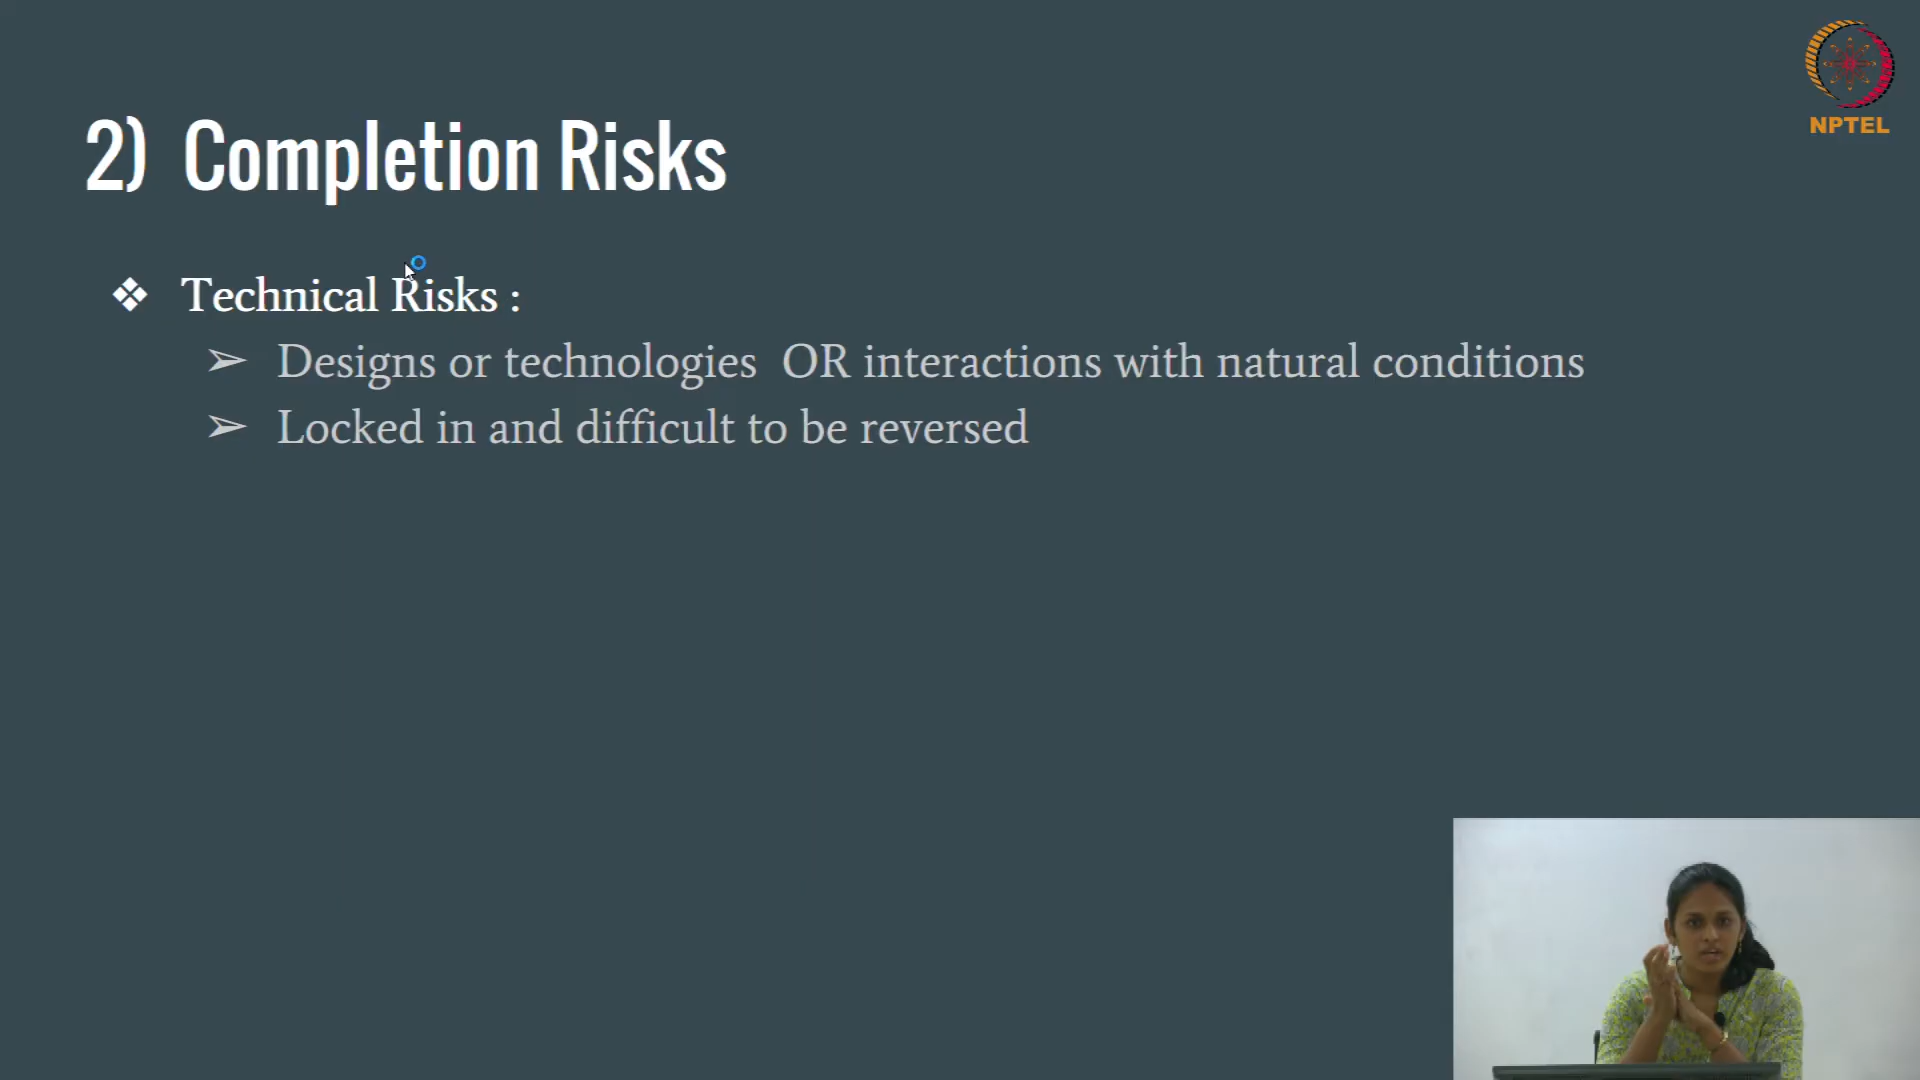 NPTEL
2) Completion Risks
❖ Technical Risks :
➢ Designs or technologies OR interactions with natural conditions
➢ Locked in and difficult to be reversed